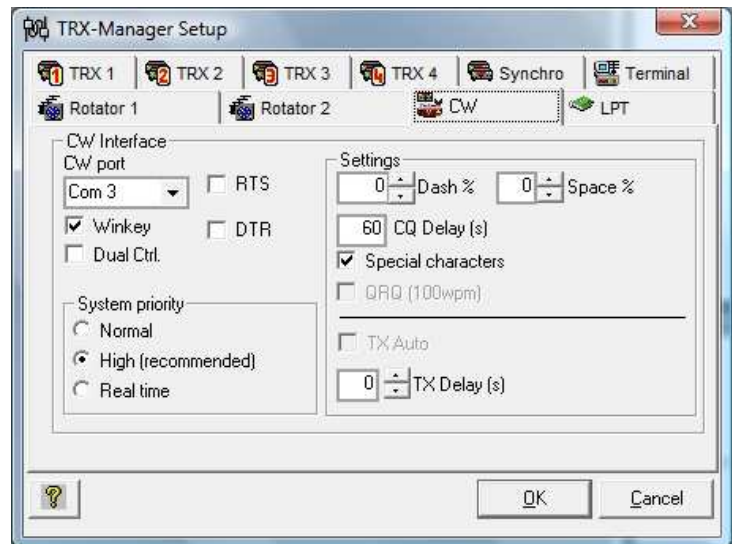 TRX-Manager Setup
TRX 1 TRX 2 TRX 3 TRX 4 Synchro Terminal
Rotator 1 Rotator 2 CW LPT
CW Interface
CW port
Com 3 RTS
Winkey DTR
Dual Ctrl.
System priority
Normal
High (recommended)
Real time
Settings
0 Dash % 0 Space %
60 CQ Delay (s)
Special characters
QRQ (100wpm)
TX Auto
0 TX Delay (s)
? OK Cancel